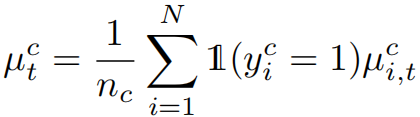 μ_t^c = \frac{1}{n_c} \sum_{i=1}^{N} 𝟙(y_i^c = 1)μ_{i,t}^c